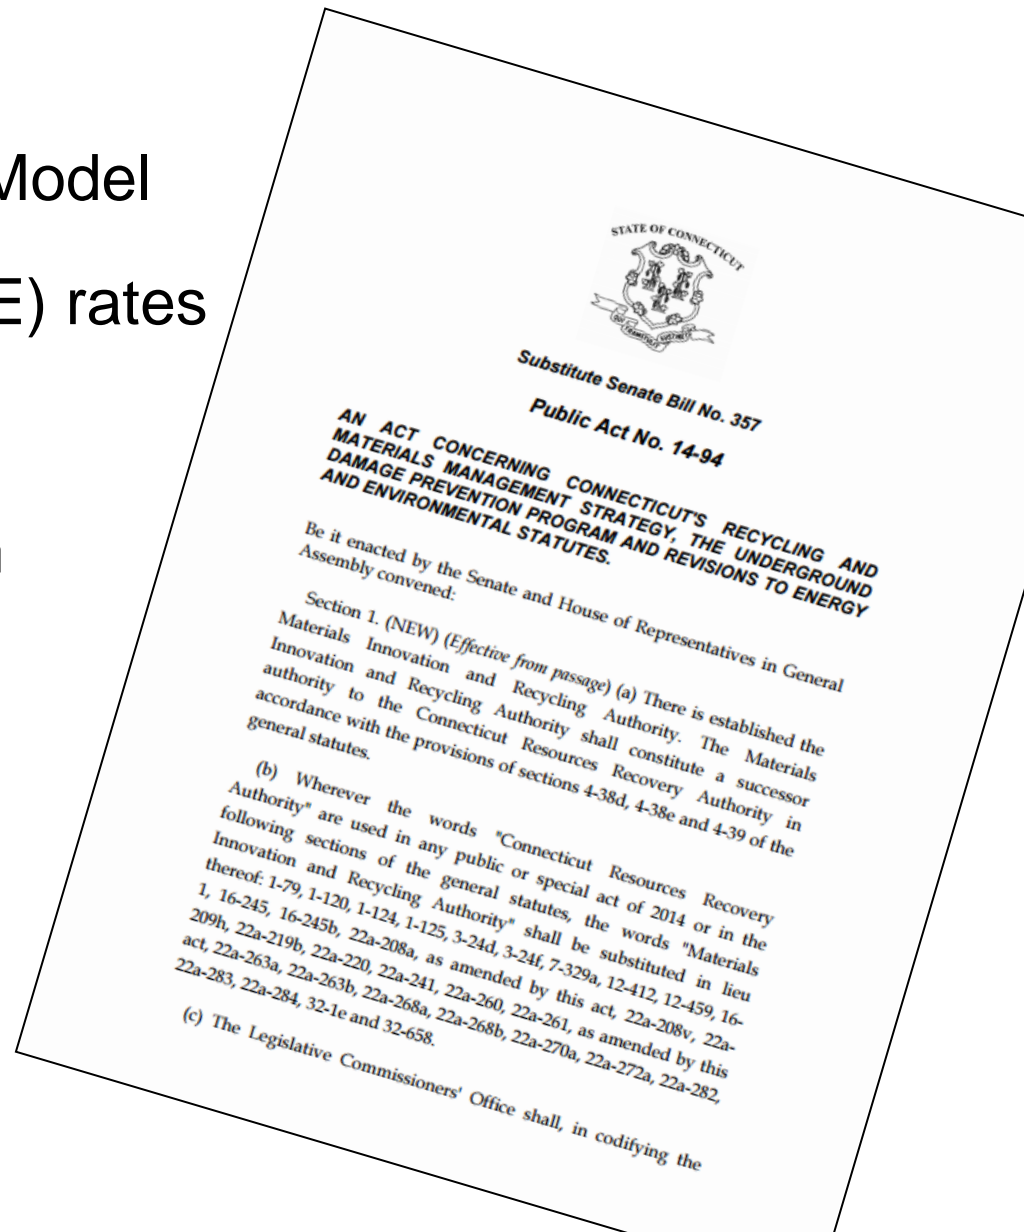 Model
E) rates
STATE OF CONNECTICUT
QUI TRANSTULIT SUSTINET
Substitute Senate Bill No. 357
Public Act No. 14-94
AN ACT CONCERNING CONNECTICUT'S RECYCLING AND
MATERIALS MANAGEMENT STRATEGY, THE UNDERGROUND
DAMAGE PREVENTION PROGRAM AND REVISIONS TO ENERGY
AND ENVIRONMENTAL STATUTES.
Be it enacted by the Senate and House of Representatives in General
Assembly convened:
Section 1. (NEW) (Effective from passage) (a) There is established the
Materials Innovation and Recycling Authority. The Materials
Innovation and Recycling Authority shall constitute a successor
authority to the Connecticut Resources Recovery Authority in
accordance with the provisions of sections 4-38d, 4-38e and 4-39 of the
general statutes.
(b) Wherever the words "Connecticut Resources Recovery
Authority" are used in any public or special act of 2014 or in the
following sections of the general statutes, the words "Materials
Innovation and Recycling Authority" shall be substituted in lieu
thereof: 1-79, 1-120, 1-124, 1-125, 3-24d, 3-24f, 7-329a, 12-412, 12-459, 16-
1, 16-245, 16-245b, 22a-208a, as amended by this act, 22a-208v, 22a-
209h, 22a-219b, 22a-220, 22a-241, 22a-260, 22a-261, as amended by this
act, 22a-263a, 22a-263b, 22a-268a, 22a-268b, 22a-270a, 22a-272a, 22a-282,
22a-283, 22a-284, 32-1e and 32-658.
(c) The Legislative Commissioners' Office shall, in codifying the